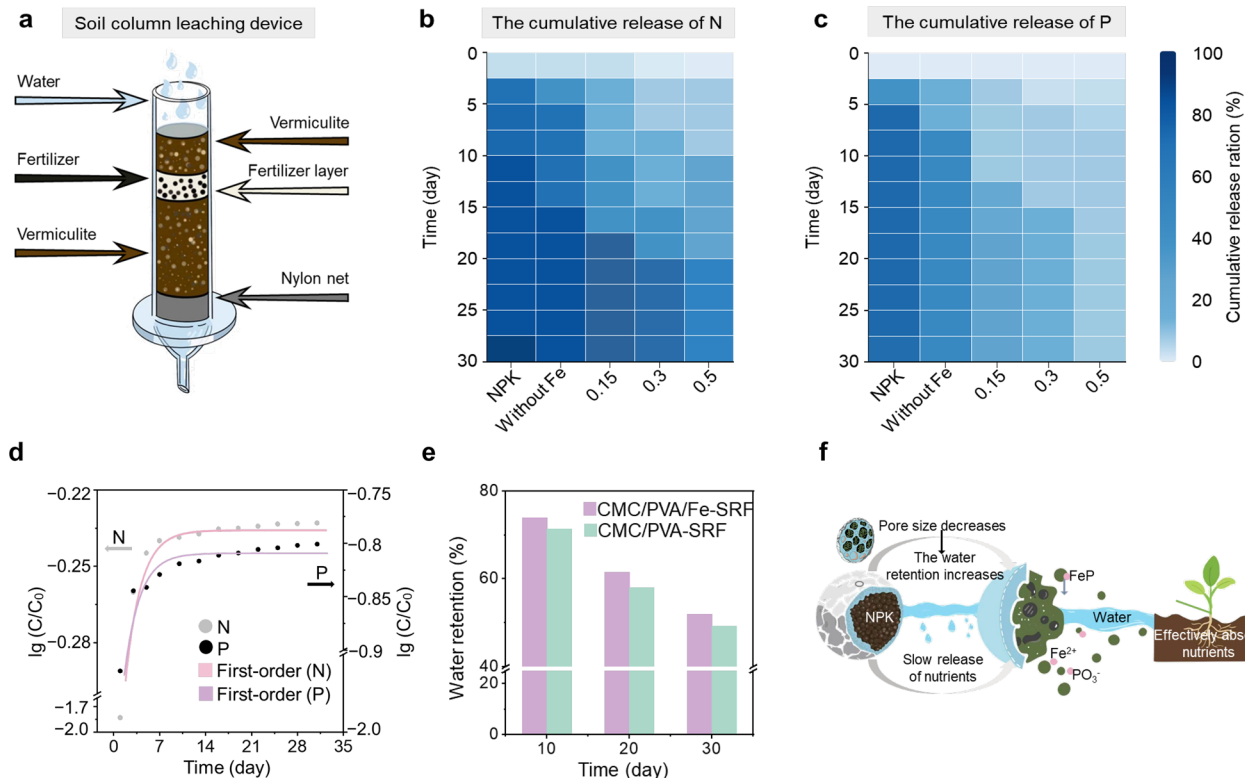 a
Soil column leaching device
Water
Vermiculite
Fertilizer
Fertilizer layer
Vermiculite
Nylon net
b
The cumulative release of N
Time (day)
0
5
10
15
20
25
30
NPK
Without Fe
0.15
0.3
0.5
c
The cumulative release of P
Time (day)
0
5
10
15
20
25
30
NPK
Without Fe
0.15
0.3
0.5
100
80
60
40
20
0
Cumulative release ration (%)
d
lg (C/C₀)
−0.22
−0.25
−0.28
−1.7
−2.0
N
P
N
P
First-order (N)
First-order (P)
−0.75
−0.80
−0.85
−0.9
−2.0
lg (C/C₀)
0
7
14
21
28
35
Time (day)
e
Water retention (%)
80
60
40
20
0
CMC/PVA/Fe-SRF
CMC/PVA-SRF
10
20
30
Time (day)
f
Pore size decreases
The water
retention increases
NPK
Slow release
of nutrients
FeP
Water
Fe²⁺
PO₃⁻
Effectively abs
nutrients